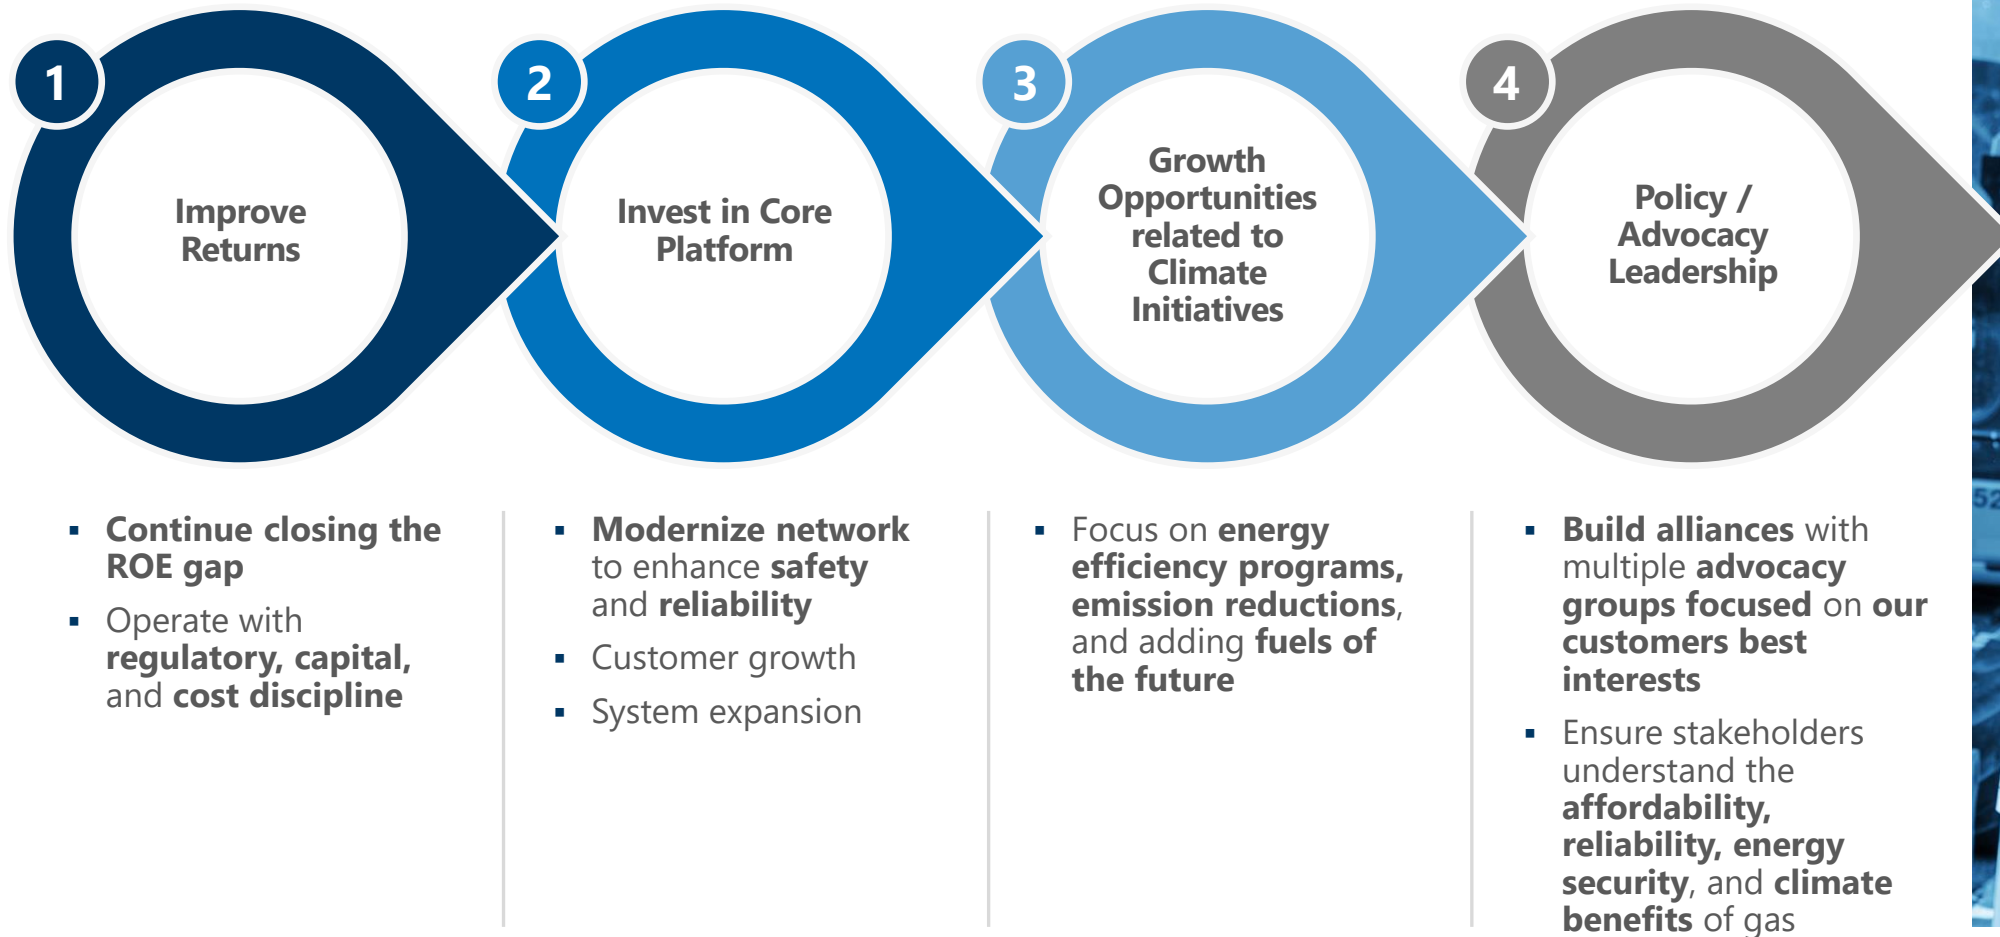 1
Improve
Returns
▪ Continue closing the
ROE gap
▪ Operate with
regulatory, capital,
and cost discipline
2
Invest in Core
Platform
▪ Modernize network
to enhance safety
and reliability
▪ Customer growth
▪ System expansion
3
Growth
Opportunities
related to
Climate
Initiatives
▪ Focus on energy
efficiency programs,
emission reductions,
and adding fuels of
the future
4
Policy /
Advocacy
Leadership
▪ Build alliances with
multiple advocacy
groups focused on our
customers best
interests
▪ Ensure stakeholders
understand the
affordability,
reliability, energy
security, and climate
benefits of gas
52